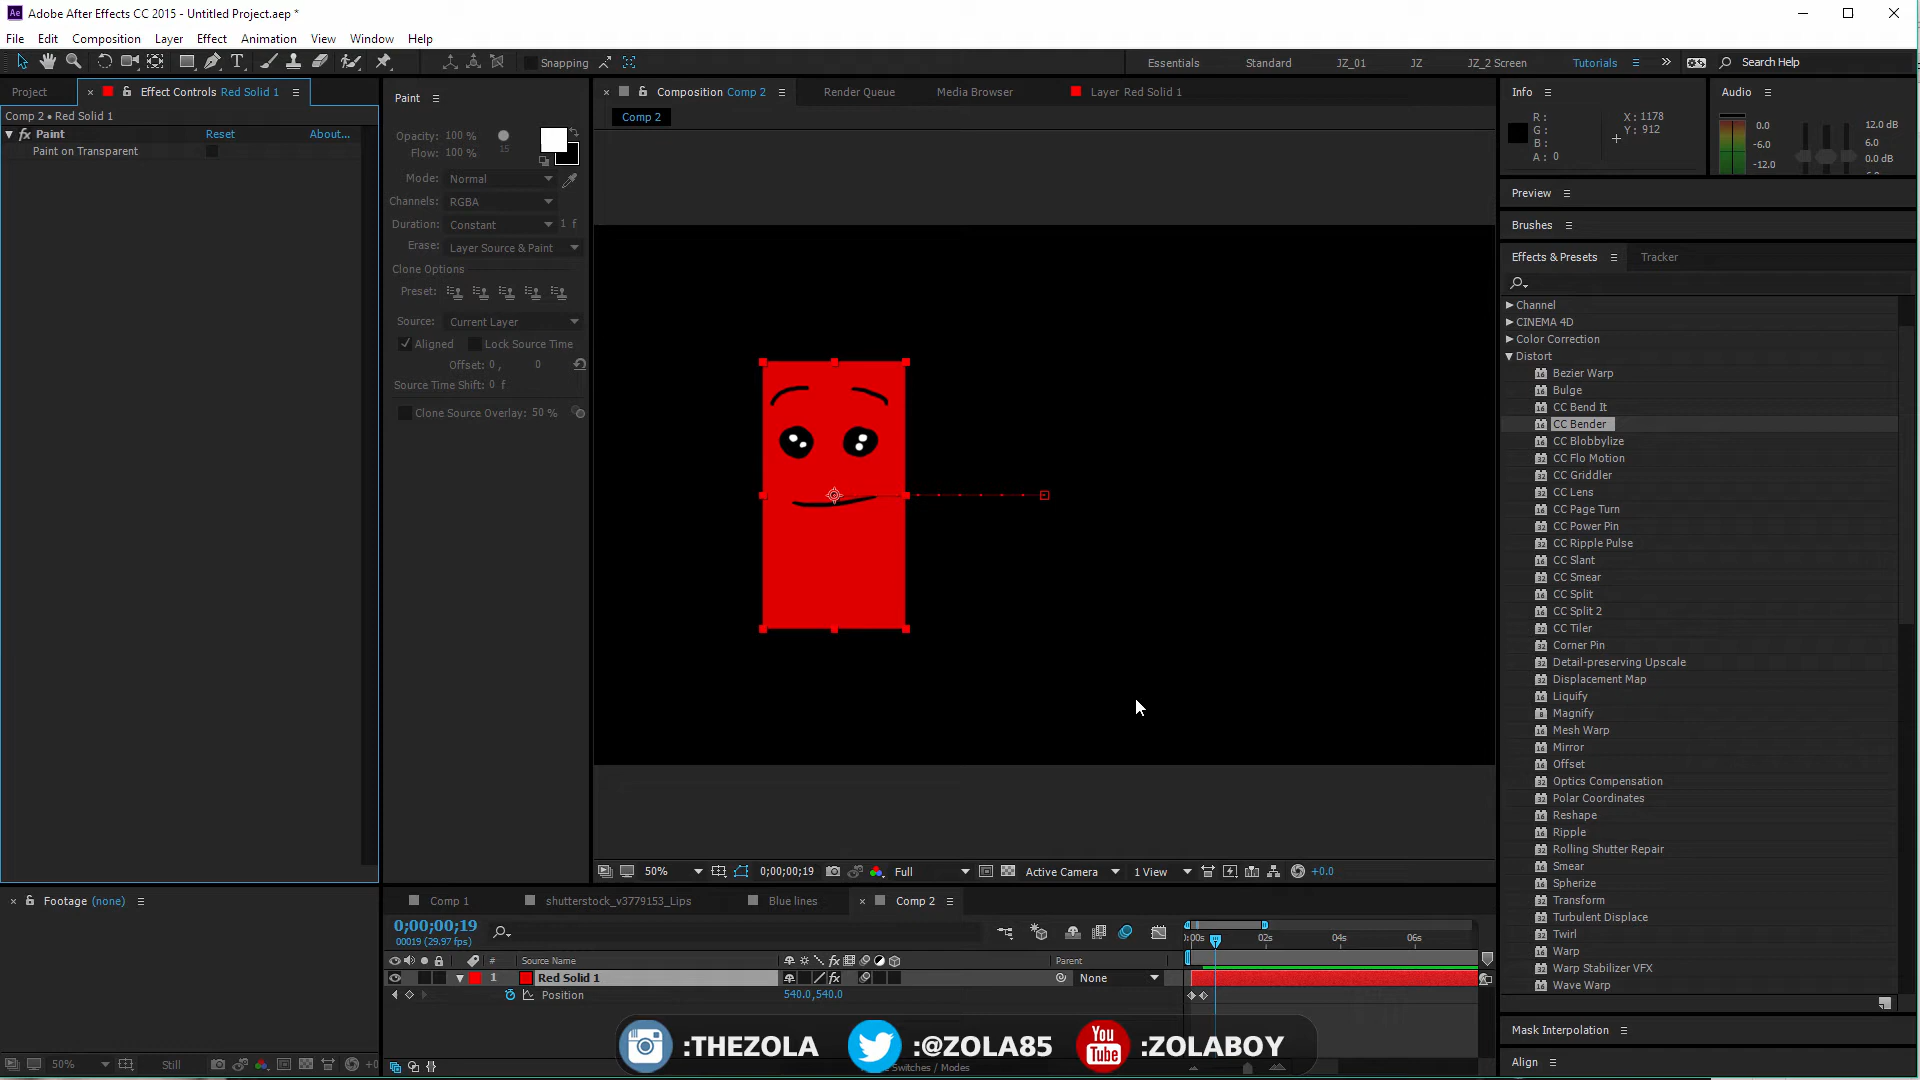 Adobe After Effects CC 2015 - Untitled Project.aep *
File Edit Composition Layer Effect Animation View Window Help
Snapping
Essentials Standard JZ_01 JZ JZ_2 Screen Tutorials Search Help
Project Effect Controls Red Solid 1
Comp 2 • Red Solid 1
fx Paint Reset About...
Paint on Transparent
Paint
Opacity: 100 %
Flow: 100 %
15
Mode: Normal
Channels: RGBA
Duration: Constant 1 f
Erase: Layer Source & Paint
Clone Options
Preset:
Source: Current Layer
Aligned Lock Source Time
Offset: 0, 0
Source Time Shift: 0 f
Clone Source Overlay: 50 %
Composition Comp 2 Render Queue Media Browser Layer Red Solid 1
Comp 2
50% 0;00;00;19 Full Active Camera 1 View +0.0
Info Audio
R: X: 1178
G: Y: 912
B:
A: 0
0.0 12.0 dB
-6.0 6.0
-12.0 0.0 dB
Preview
Brushes
Effects & Presets Tracker
Channel
CINEMA 4D
Color Correction
Distort
Bezier Warp
Bulge
CC Bend It
CC Bender
CC Blobbylize
CC Flo Motion
CC Griddler
CC Lens
CC Page Turn
CC Power Pin
CC Ripple Pulse
CC Slant
CC Smear
CC Split
CC Split 2
CC Tiler
Corner Pin
Detail-preserving Upscale
Displacement Map
Liquify
Magnify
Mesh Warp
Mirror
Offset
Optics Compensation
Polar Coordinates
Reshape
Ripple
Rolling Shutter Repair
Smear
Spherize
Transform
Turbulent Displace
Twirl
Warp
Warp Stabilizer VFX
Wave Warp
Mask Interpolation
Align
Footage (none)
50% Still
Comp 1 shutterstock_v3779153_Lips Blue lines Comp 2
0;00;00;19
00019 (29.97 fps)
02s 04s 06s
# Source Name Parent
1 Red Solid 1 fx None
Position 540.0,540.0
:THEZOLA :@ZOLA85 You Tube :ZOLABOY
Switches / Modes